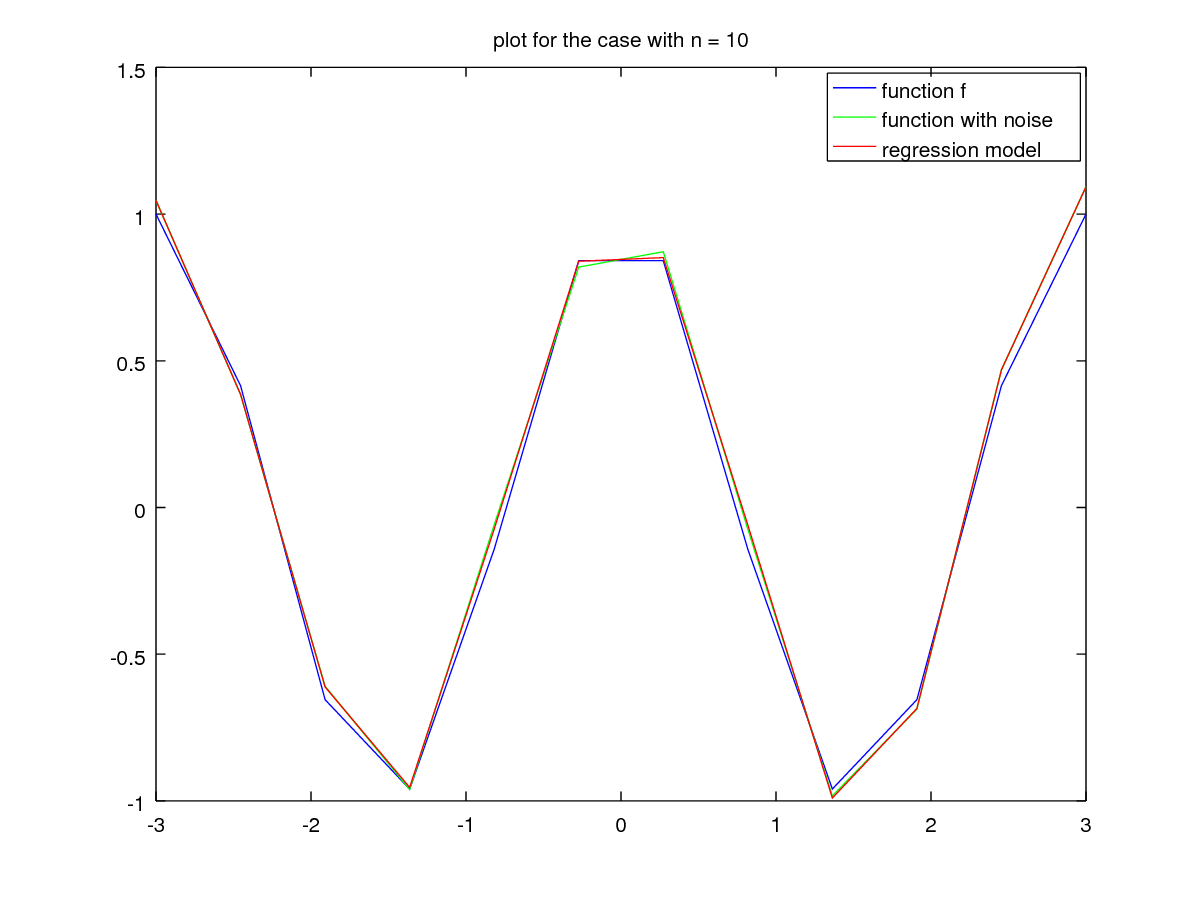 plot for the case with n = 10
function f
function with noise
regression model
1.5
1
0.5
0
-0.5
-1
-3 -2 -1 0 1 2 3